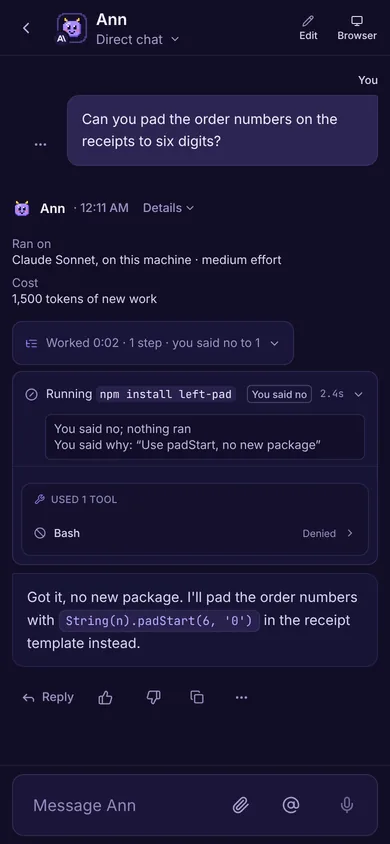 Ann
Direct chat
Edit
Browser
You
Can you pad the order numbers on the
receipts to six digits?
Ann · 12:11 AM Details
Ran on
Claude Sonnet, on this machine · medium effort
Cost
1,500 tokens of new work
Worked 0:02 · 1 step · you said no to 1
Running npm install left-pad You said no 2.4s
You said no; nothing ran
You said why: “Use padStart, no new package”
USED 1 TOOL
Bash Denied
Got it, no new package. I'll pad the order numbers
with String(n).padStart(6, '0') in the receipt
template instead.
Reply
Message Ann